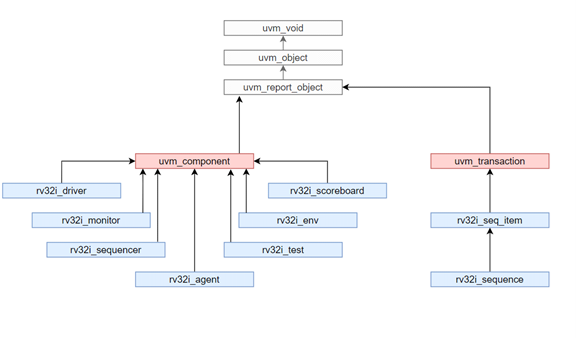 uvm_void
uvm_object
uvm_report_object
uvm_component
uvm_transaction
rv32i_driver
rv32i_scoreboard
rv32i_monitor
rv32i_env
rv32i_seq_item
rv32i_sequencer
rv32i_test
rv32i_agent
rv32i_sequence